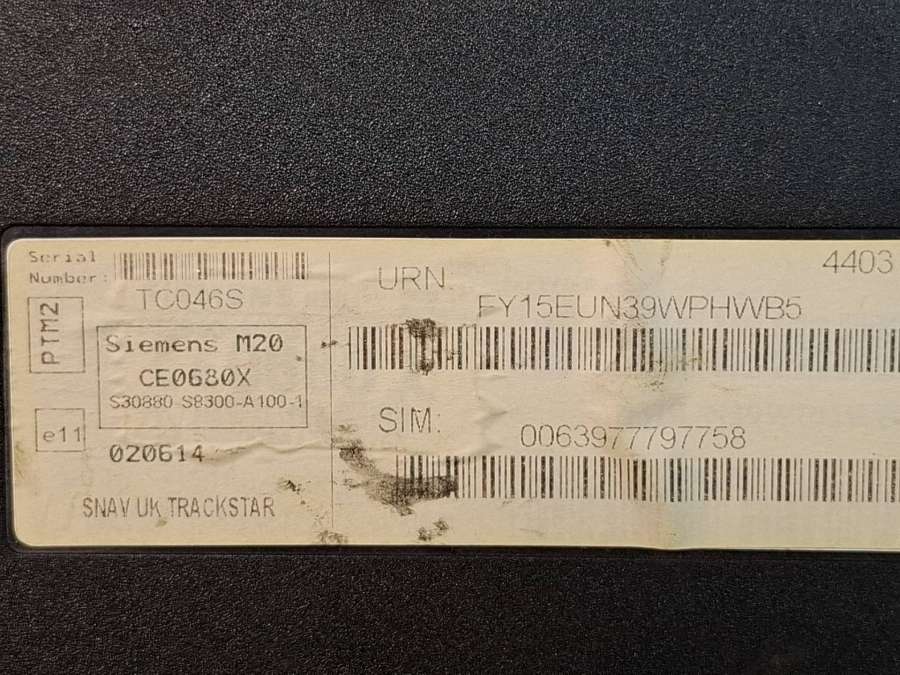 Serial
Number:
TC046S
PTM2
Siemens M20
CE0680X
S30880-S8300-A100-1
e11
020614
SNAV UK TRACKSTAR
4403
URN
FY15EUN39WPHWB5
SIM:
0063977797758